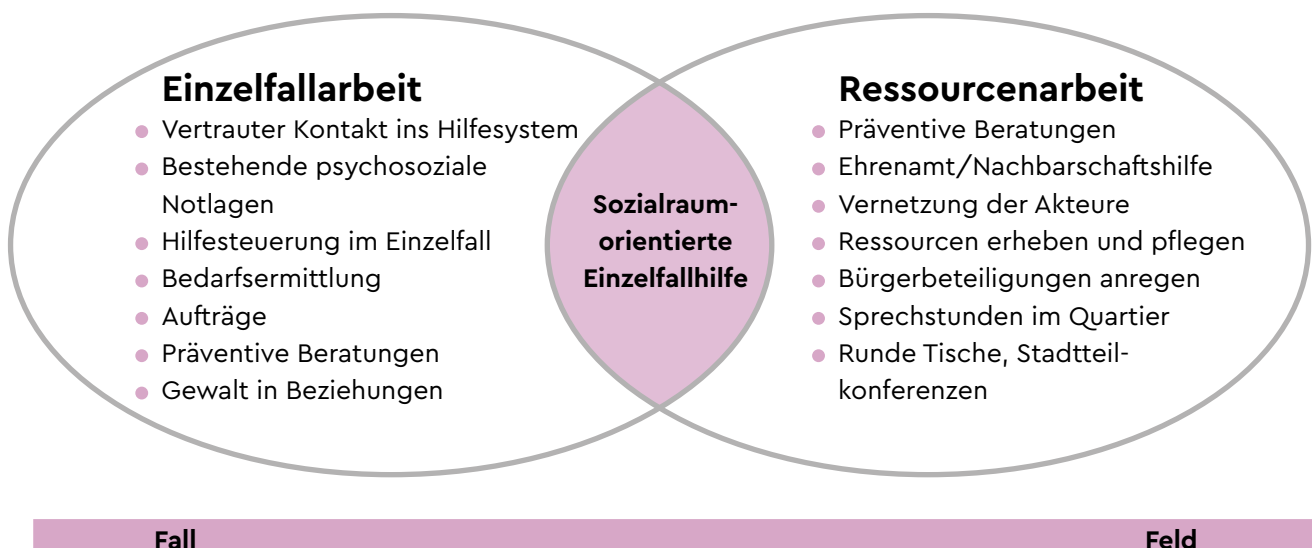 Einzelfallarbeit
Vertrauter Kontakt ins Hilfesystem
Bestehende psychosoziale
Notlagen
Hilfesteuerung im Einzelfall
Bedarfsermittlung
Aufträge
Präventive Beratungen
Gewalt in Beziehungen
Sozialraum-
orientierte
Einzelfallhilfe
Ressourcenarbeit
Präventive Beratungen
Ehrenamt/Nachbarschaftshilfe
Vernetzung der Akteure
Ressourcen erheben und pflegen
Bürgerbeteiligungen anregen
Sprechstunden im Quartier
Runde Tische, Stadtteil-
konferenzen
Fall
Feld